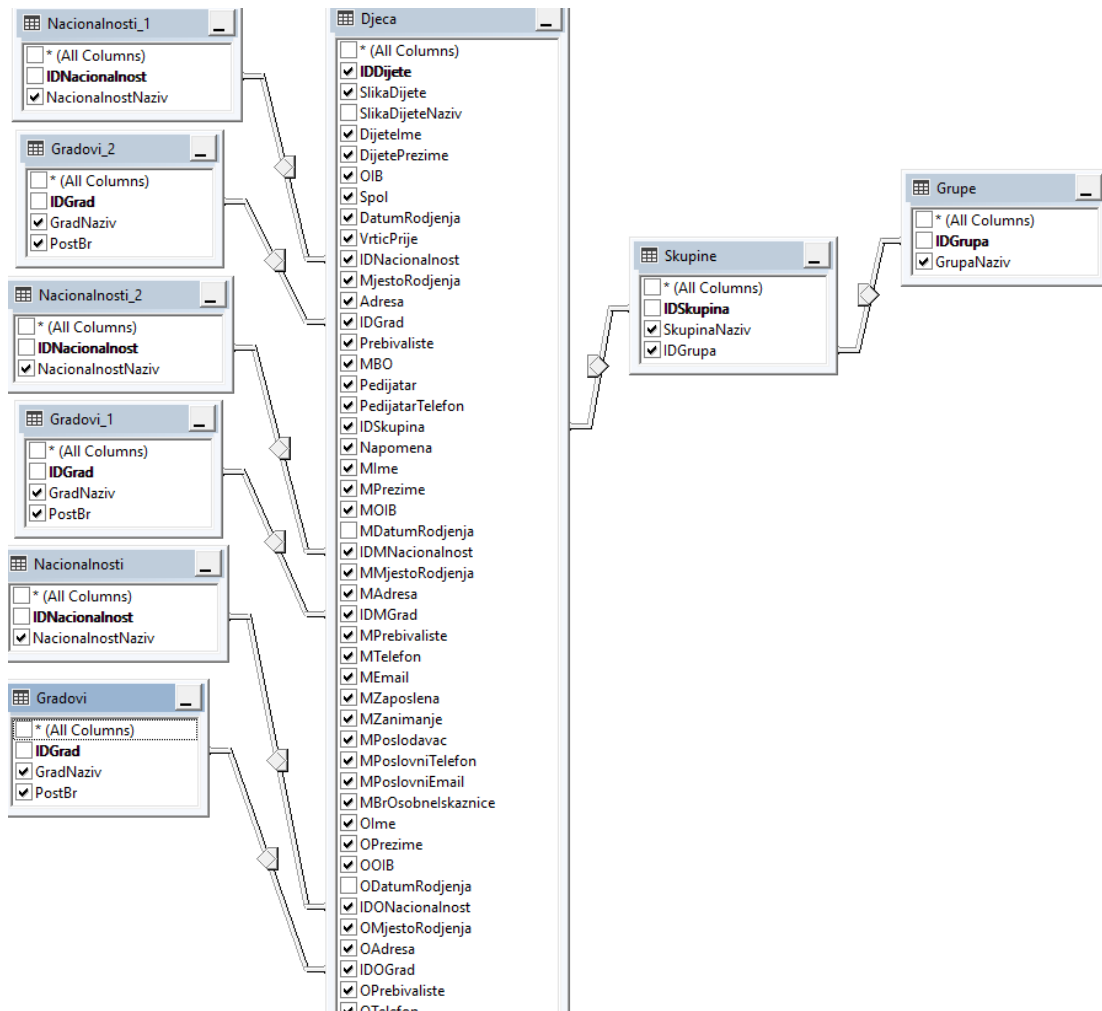 Nacionalnosti_1
* (All Columns)
IDNacionalnost
NacionalnostNaziv
Gradovi_2
* (All Columns)
IDGrad
GradNaziv
PostBr
Nacionalnosti_2
* (All Columns)
IDNacionalnost
NacionalnostNaziv
Gradovi_1
* (All Columns)
IDGrad
GradNaziv
PostBr
Nacionalnosti
* (All Columns)
IDNacionalnost
NacionalnostNaziv
Gradovi
* (All Columns)
IDGrad
GradNaziv
PostBr
Djeca
* (All Columns)
IDDijete
SlikaDijete
SlikaDijeteNaziv
DijeteIme
DijetePrezime
OIB
Spol
DatumRodjenja
VrticPrije
IDNacionalnost
MjestoRodjenja
Adresa
IDGrad
Prebivaliste
MBO
Pedijatar
PedijatarTelefon
IDSkupina
Napomena
MIme
MPrezime
MOIB
MDatumRodjenja
IDMNacionalnost
MMjestoRodjenja
MAdresa
IDMGrad
MPrebivaliste
MTelefon
MEmail
MZaposlena
MZanimanje
MPoslodavac
MPoslovniTelefon
MPoslovniEmail
MBrOsobneIskaznice
OIme
OPrezime
OOIB
ODatumRodjenja
IDONacionalnost
OMjestoRodjenja
OAdresa
IDOGrad
OPrebivaliste
OTelefon
Skupine
* (All Columns)
IDSkupina
SkupinaNaziv
IDGrupa
Grupe
* (All Columns)
IDGrupa
GrupaNaziv